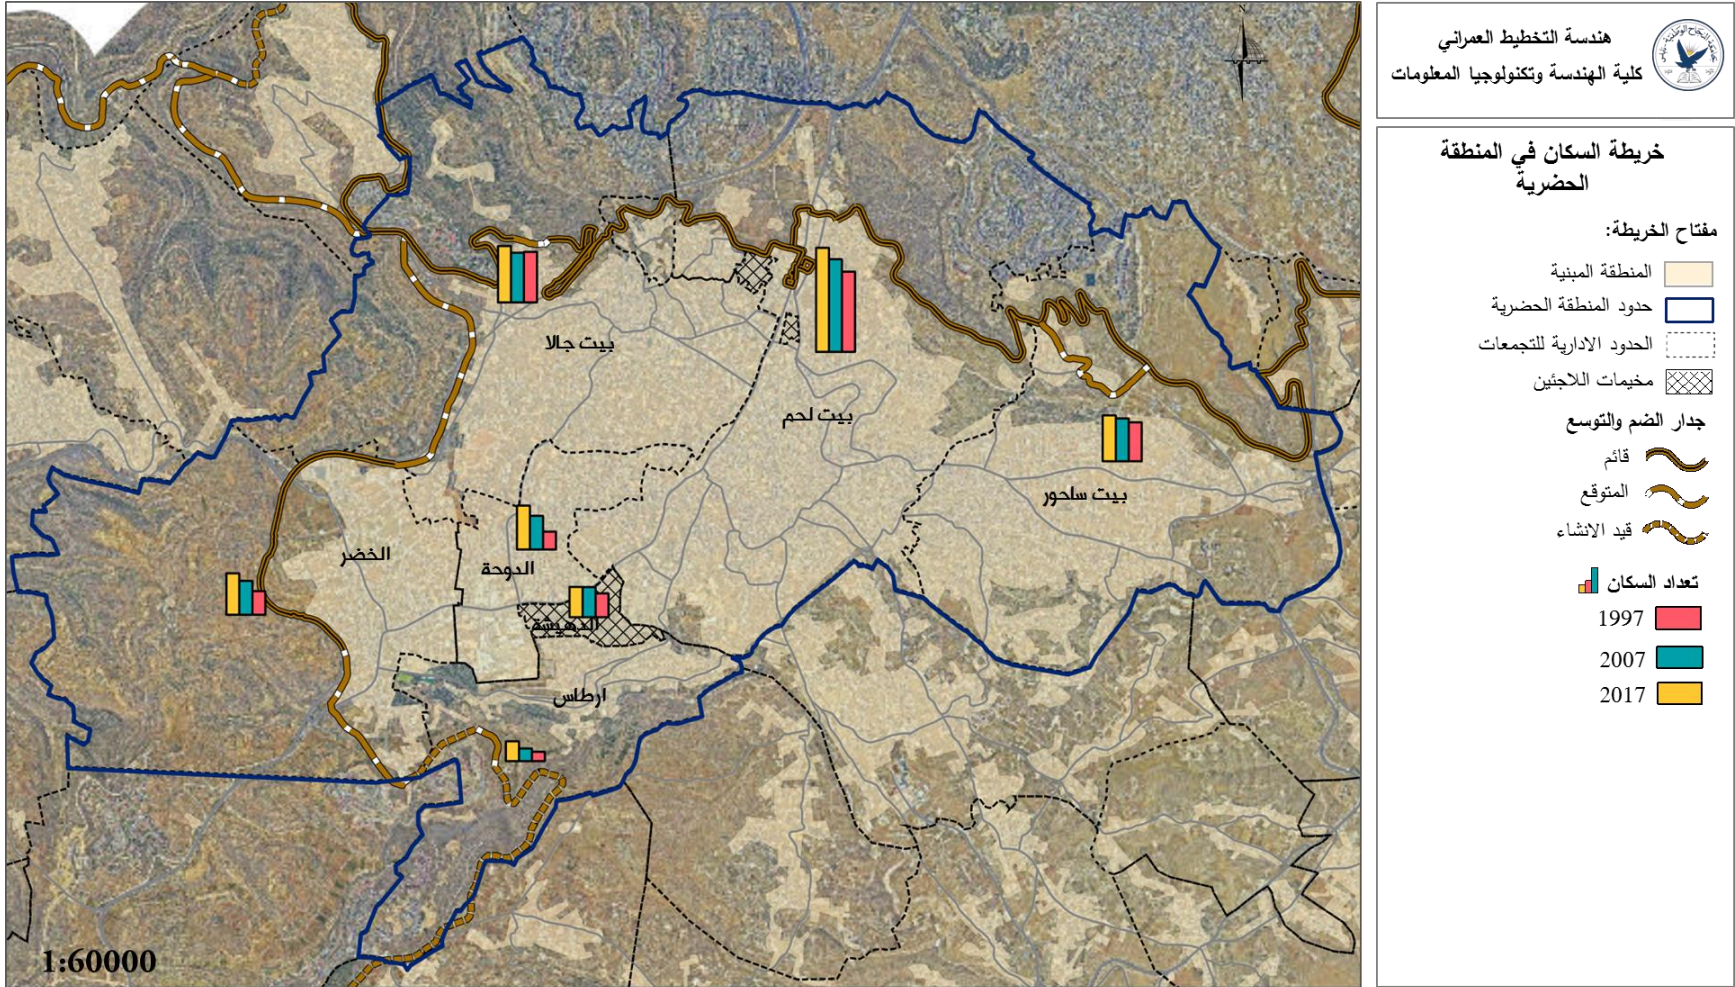 هندسة التخطيط العمراني
كلية الهندسة وتكنولوجيا المعلومات
خريطة السكان في المنطقة
الحضرية
مفتاح الخريطة:
المنطقة المبنية
حدود المنطقة الحضرية
الحدود الادارية للتجمعات
مخيمات اللاجئين
جدار الضم والتوسع
قائم
المتوقع
قيد الانشاء
تعداد السكان
1997
2007
2017
N
بيت جالا
بيت لحم
بيت ساحور
الخضر
الدوحة
الدهيشة
ارطاس
1:60000